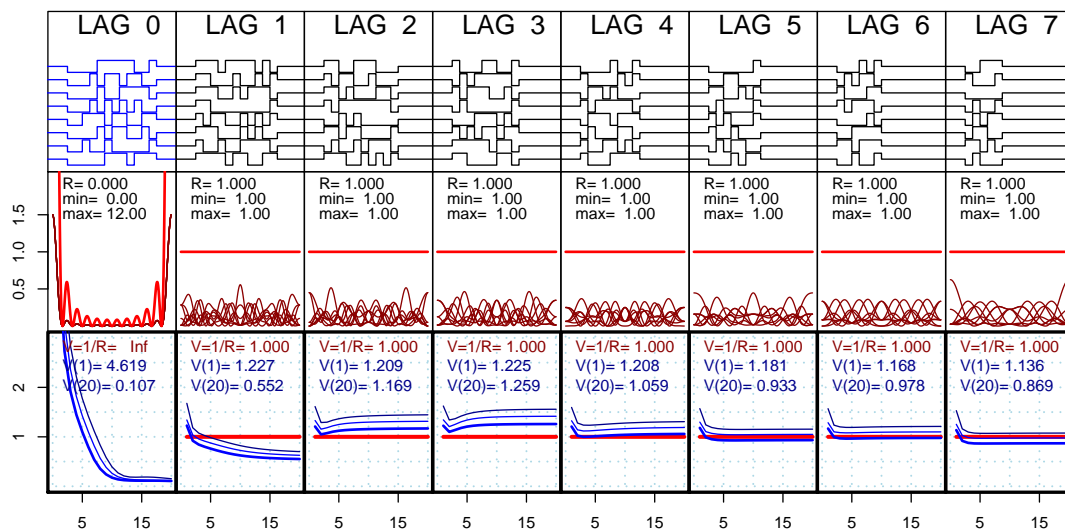 LAG 0 LAG 1 LAG 2 LAG 3 LAG 4 LAG 5 LAG 6 LAG 7
R= 0.000 R= 1.000 R= 1.000 R= 1.000 R= 1.000 R= 1.000 R= 1.000 R= 1.000
min= 0.00 min= 1.00 min= 1.00 min= 1.00 min= 1.00 min= 1.00 min= 1.00 min= 1.00
max= 12.00 max= 1.00 max= 1.00 max= 1.00 max= 1.00 max= 1.00 max= 1.00 max= 1.00
1.5
1.0
0.5
V=1/R= Inf V=1/R= 1.000 V=1/R= 1.000 V=1/R= 1.000 V=1/R= 1.000 V=1/R= 1.000 V=1/R= 1.000 V=1/R= 1.000
V(1)= 4.619 V(1)= 1.227 V(1)= 1.209 V(1)= 1.225 V(1)= 1.208 V(1)= 1.181 V(1)= 1.168 V(1)= 1.136
V(20)= 0.107 V(20)= 0.552 V(20)= 1.169 V(20)= 1.259 V(20)= 1.059 V(20)= 0.933 V(20)= 0.978 V(20)= 0.869
2
1
5 15 5 15 5 15 5 15 5 15 5 15 5 15 5 15